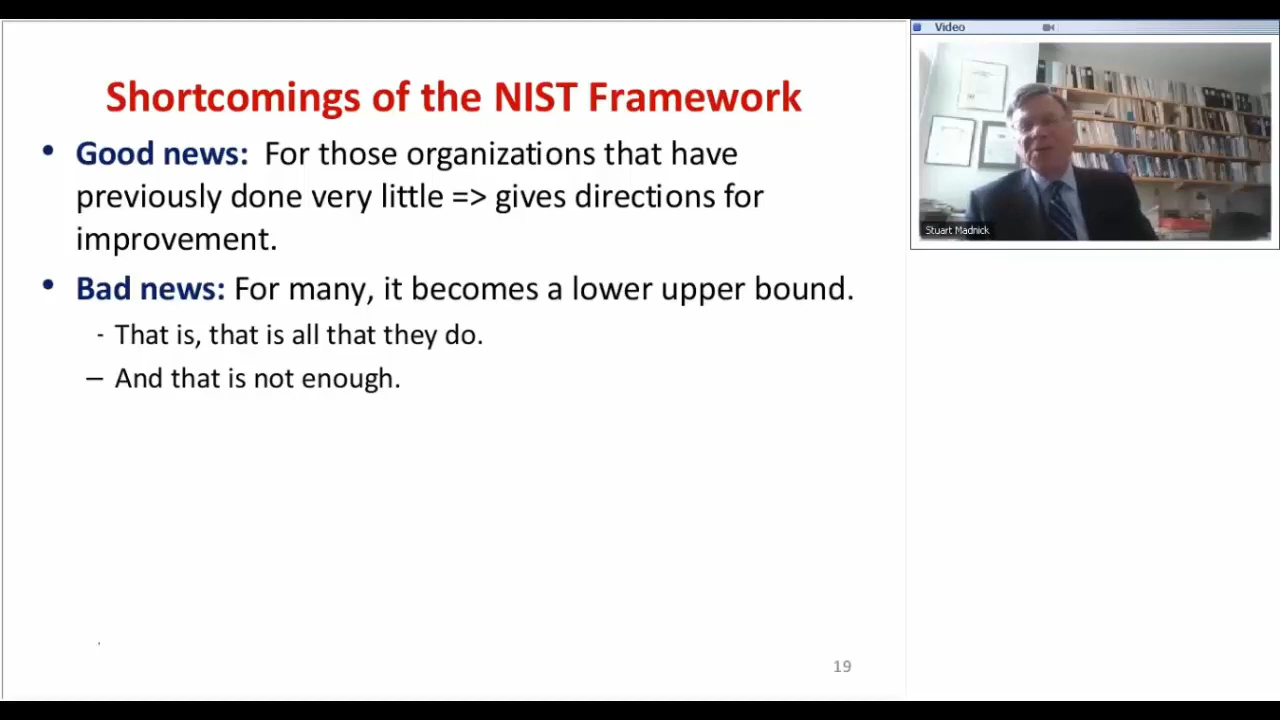 Shortcomings of the NIST Framework
• Good news: For those organizations that have
previously done very little => gives directions for
improvement.
• Bad news: For many, it becomes a lower upper bound.
- That is, that is all that they do.
– And that is not enough.
19
Video
Stuart Madnick